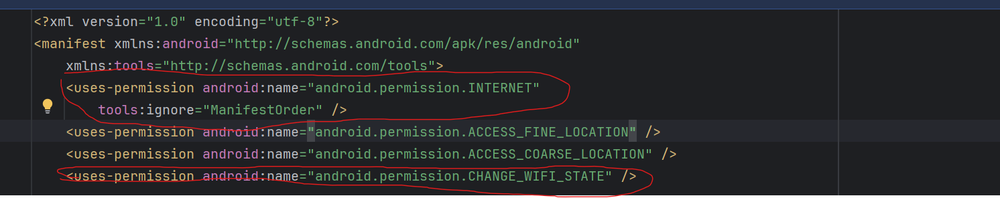 <?xml version="1.0" encoding="utf-8"?>
<manifest xmlns:android="http://schemas.android.com/apk/res/android"
xmlns:tools="http://schemas.android.com/tools">
<uses-permission android:name="android.permission.INTERNET"
tools:ignore="ManifestOrder" />
<uses-permission android:name="android.permission.ACCESS_FINE_LOCATION" />
<uses-permission android:name="android.permission.ACCESS_COARSE_LOCATION" />
<uses-permission android:name="android.permission.CHANGE_WIFI_STATE" />